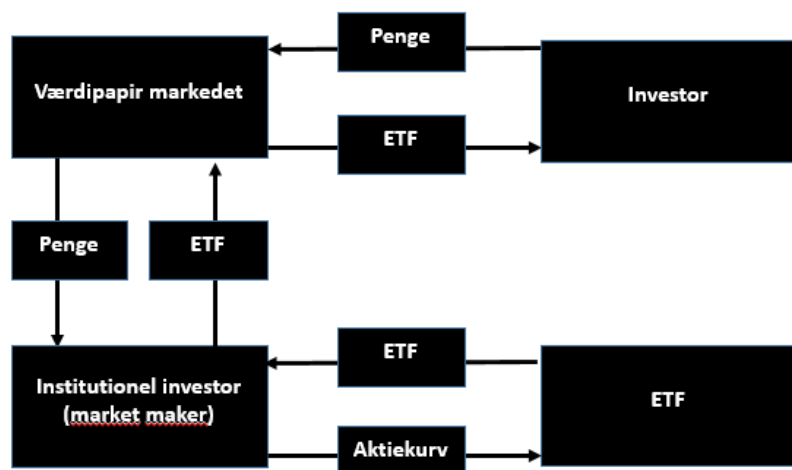 Penge
Værdipapir markedet
Investor
ETF
Penge
ETF
ETF
Institutionel investor
(market maker)
ETF
Aktiekurv